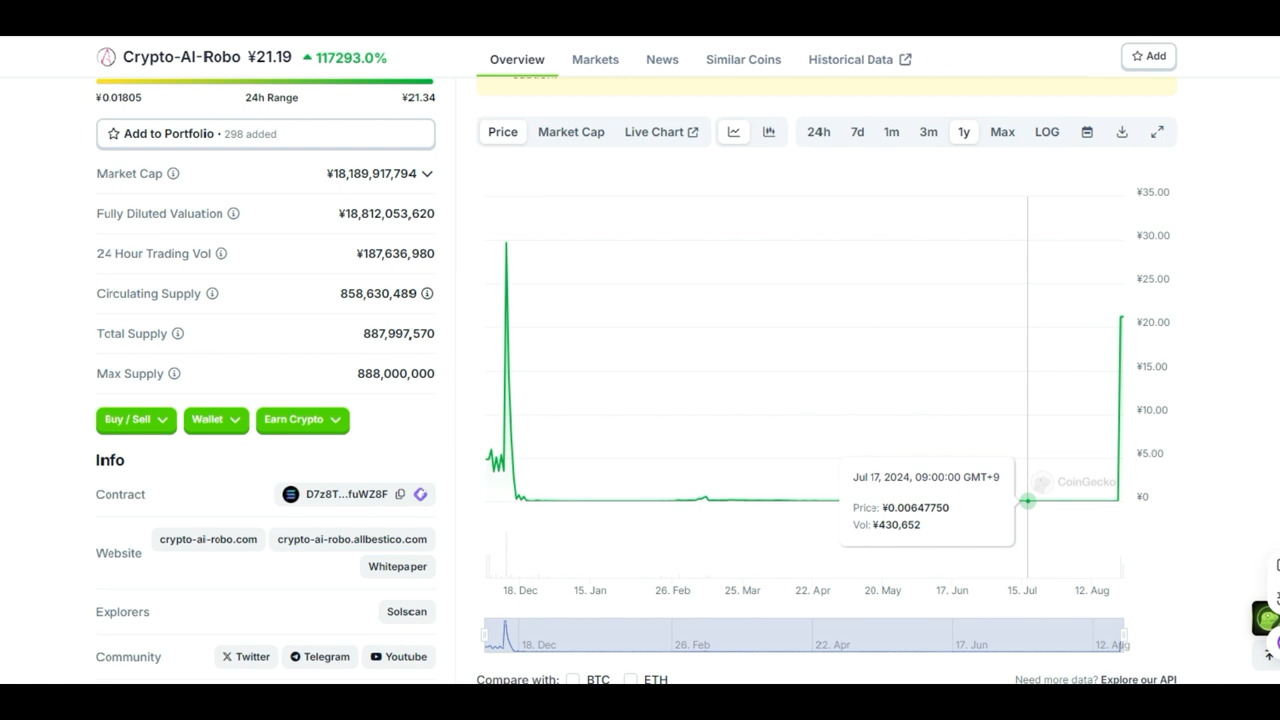 Crypto-AI-Robo ¥21.19 ▲ 117293.0%
Overview Markets News Similar Coins Historical Data
Add
¥0.01805 24h Range ¥21.34
Add to Portfolio • 298 added
Price Market Cap Live Chart 24h 7d 1m 3m 1y Max LOG
Market Cap ¥18,189,917,794
Fully Diluted Valuation ¥18,812,053,620
24 Hour Trading Vol ¥187,636,980
Circulating Supply 858,630,489
Total Supply 887,997,570
Max Supply 888,000,000
Buy / Sell Wallet Earn Crypto
Info
Contract D7z8T...fuWZ8F
Website crypto-ai-robo.com crypto-ai-robo.allbestico.com
Whitepaper
Explorers Solscan
Community Twitter Telegram Youtube
¥35.00
¥30.00
¥25.00
¥20.00
¥15.00
¥10.00
¥5.00
¥0
Jul 17, 2024, 09:00:00 GMT+9
Price: ¥0.00647750
Vol: ¥430,652
CoinGecko
18. Dec 15. Jan 26. Feb 25. Mar 22. Apr 20. May 17. Jun 15. Jul 12. Aug
18. Dec 26. Feb 22. Apr 17. Jun 12. Aug
Compare with: BTC ETH
Need more data? Explore our API